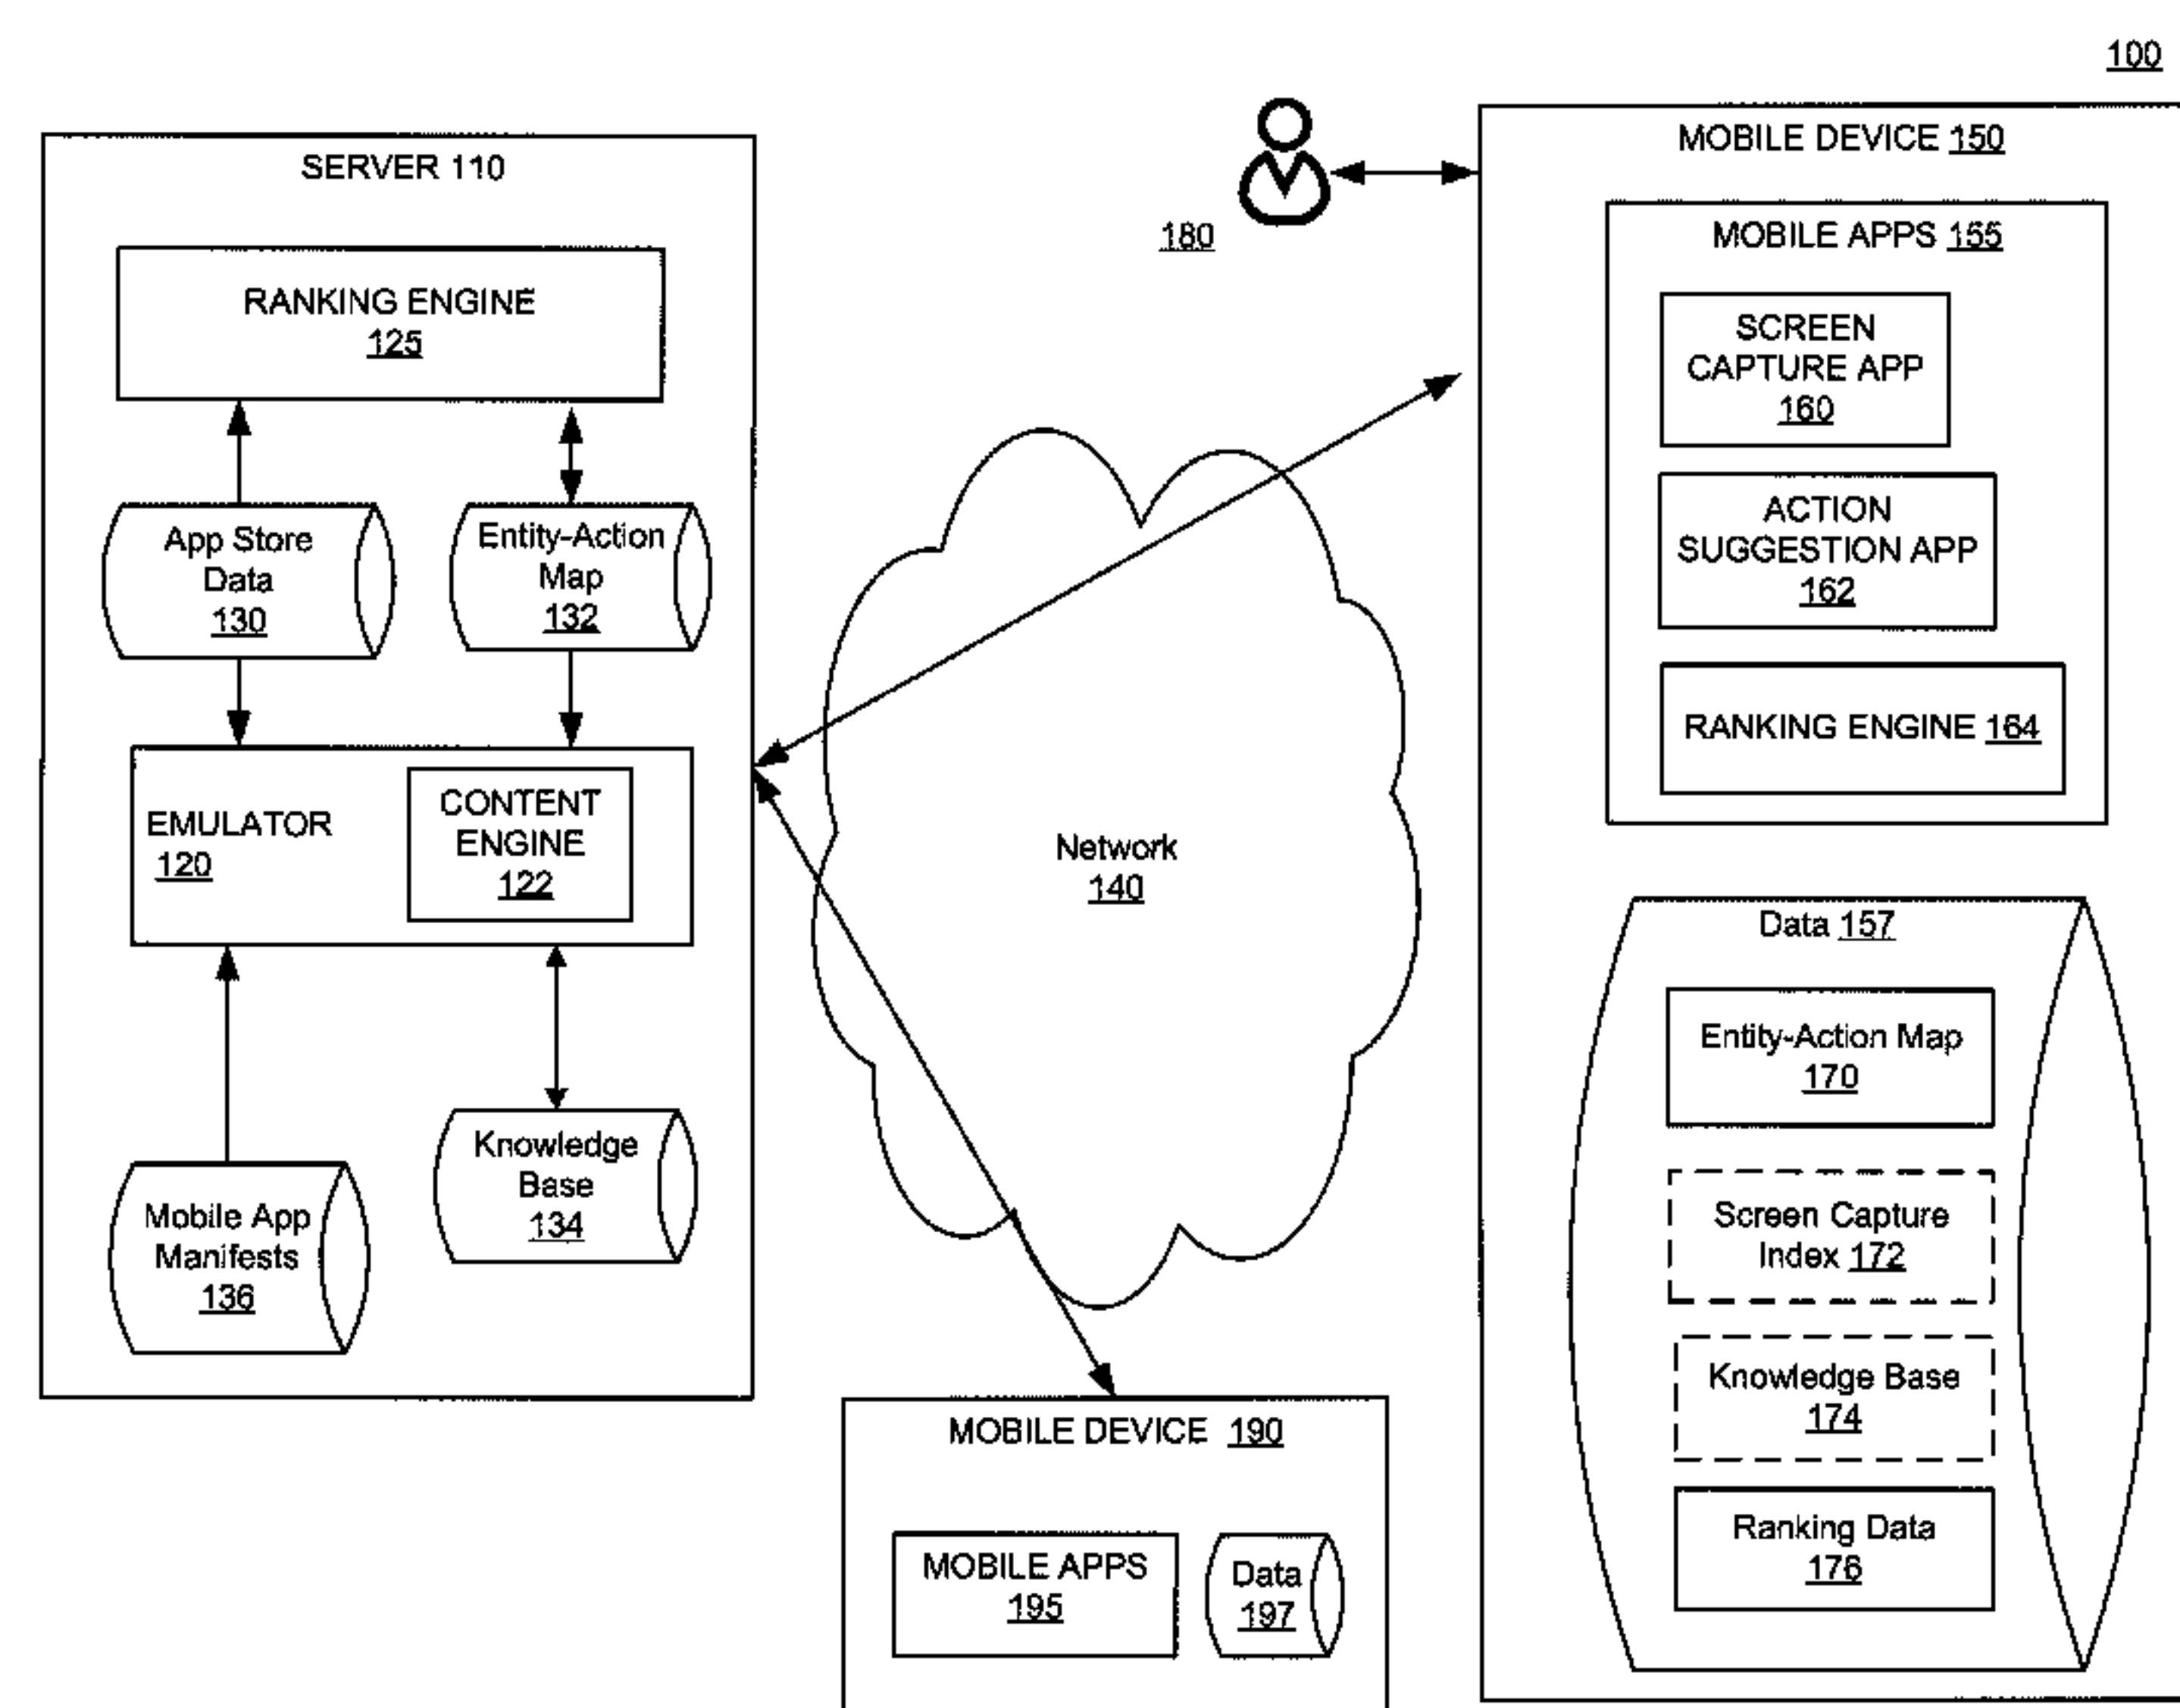 100
SERVER 110
RANKING ENGINE
125
App Store
Data
130
Entity-Action
Map
132
EMULATOR
120
CONTENT
ENGINE
122
Mobile App
Manifests
136
Knowledge
Base
134
180
Network
140
MOBILE DEVICE 150
MOBILE APPS 155
SCREEN
CAPTURE APP
160
ACTION
SUGGESTION APP
162
RANKING ENGINE 164
Data 157
Entity-Action Map
170
Screen Capture
Index 172
Knowledge Base
174
Ranking Data
176
MOBILE DEVICE 190
MOBILE APPS
195
Data
197